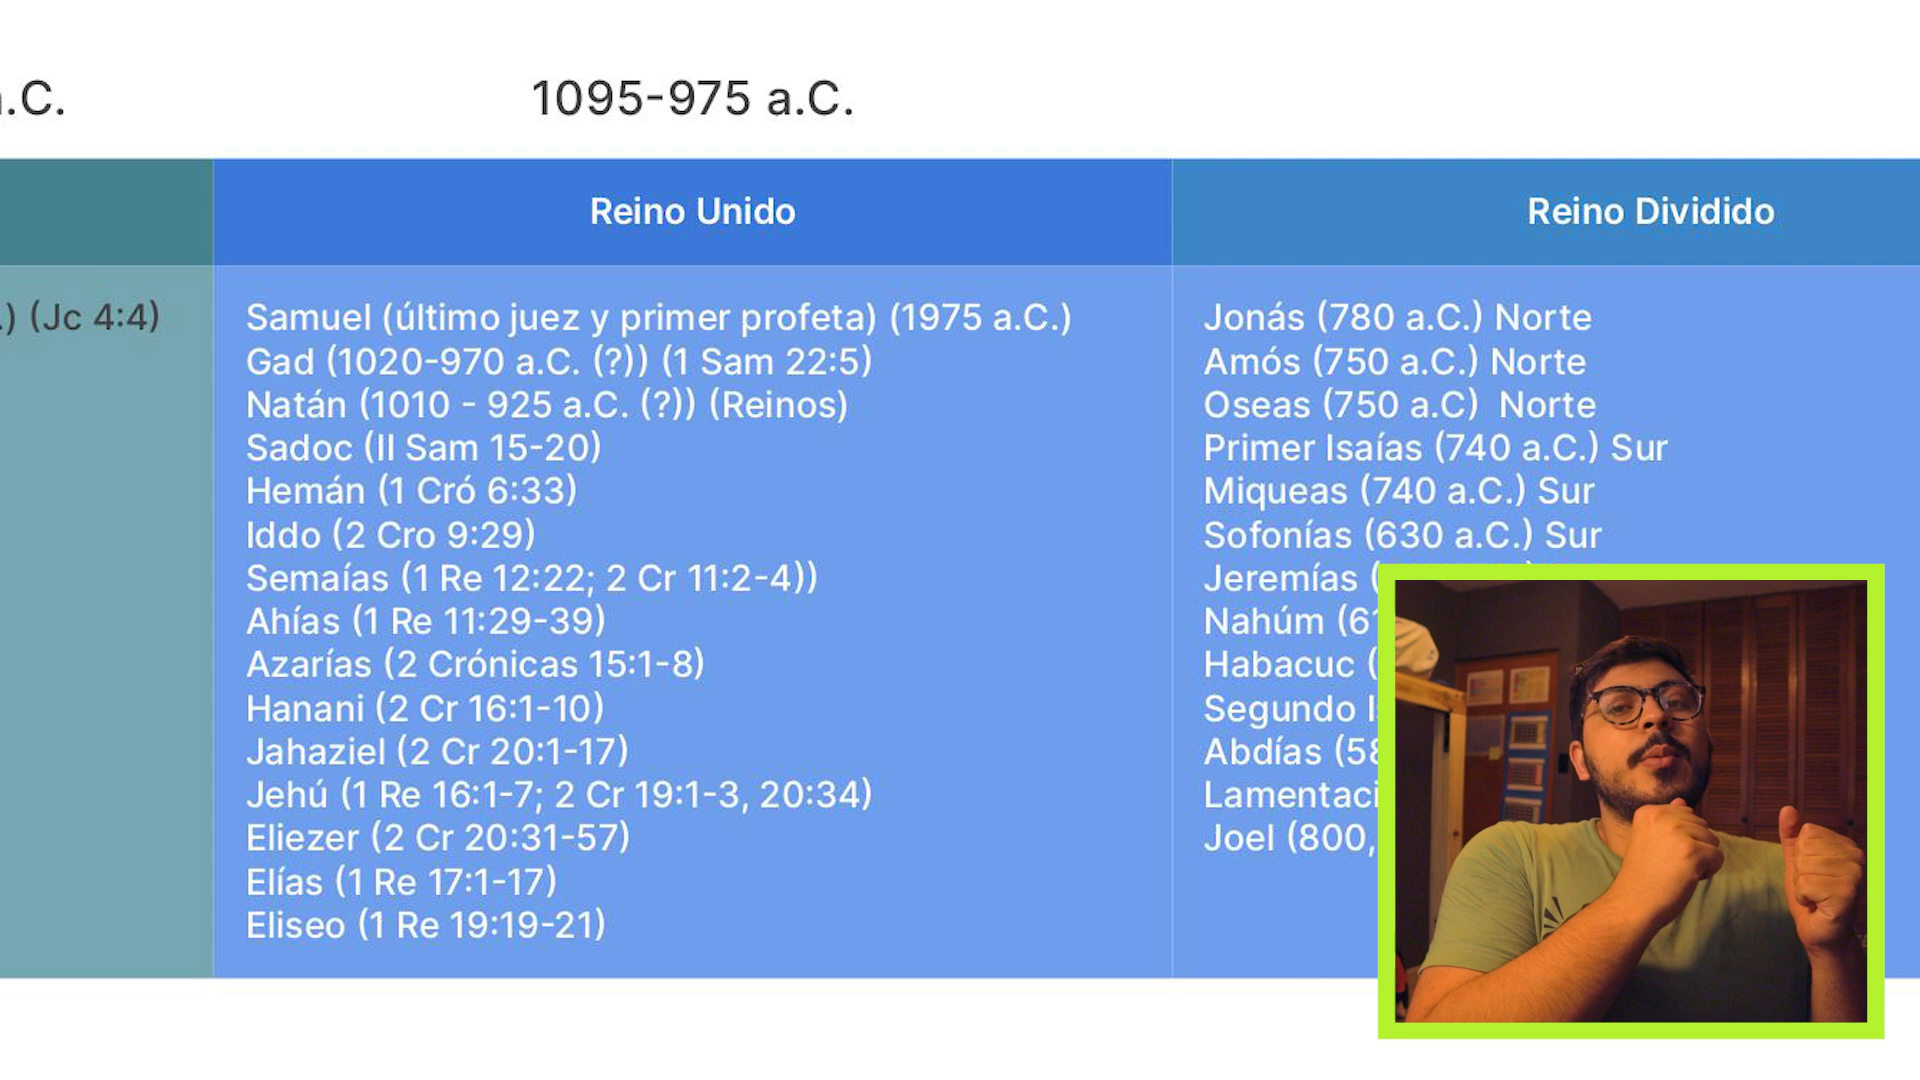 a.C.
1095-975 a.C.
Reino Unido
Reino Dividido
.) (Jc 4:4)
Samuel (último juez y primer profeta) (1975 a.C.)
Gad (1020-970 a.C. (?)) (1 Sam 22:5)
Natán (1010 - 925 a.C. (?)) (Reinos)
Sadoc (II Sam 15-20)
Hemán (1 Cró 6:33)
Iddo (2 Cro 9:29)
Semaías (1 Re 12:22; 2 Cr 11:2-4))
Ahías (1 Re 11:29-39)
Azarías (2 Crónicas 15:1-8)
Hanani (2 Cr 16:1-10)
Jahaziel (2 Cr 20:1-17)
Jehú (1 Re 16:1-7; 2 Cr 19:1-3, 20:34)
Eliezer (2 Cr 20:31-57)
Elías (1 Re 17:1-17)
Eliseo (1 Re 19:19-21)
Jonás (780 a.C.) Norte
Amós (750 a.C.) Norte
Oseas (750 a.C) Norte
Primer Isaías (740 a.C.) Sur
Miqueas (740 a.C.) Sur
Sofonías (630 a.C.) Sur
Jeremías (
Nahúm (6
Habacuc (
Segundo
Abdías (58
Lamentaci
Joel (800,